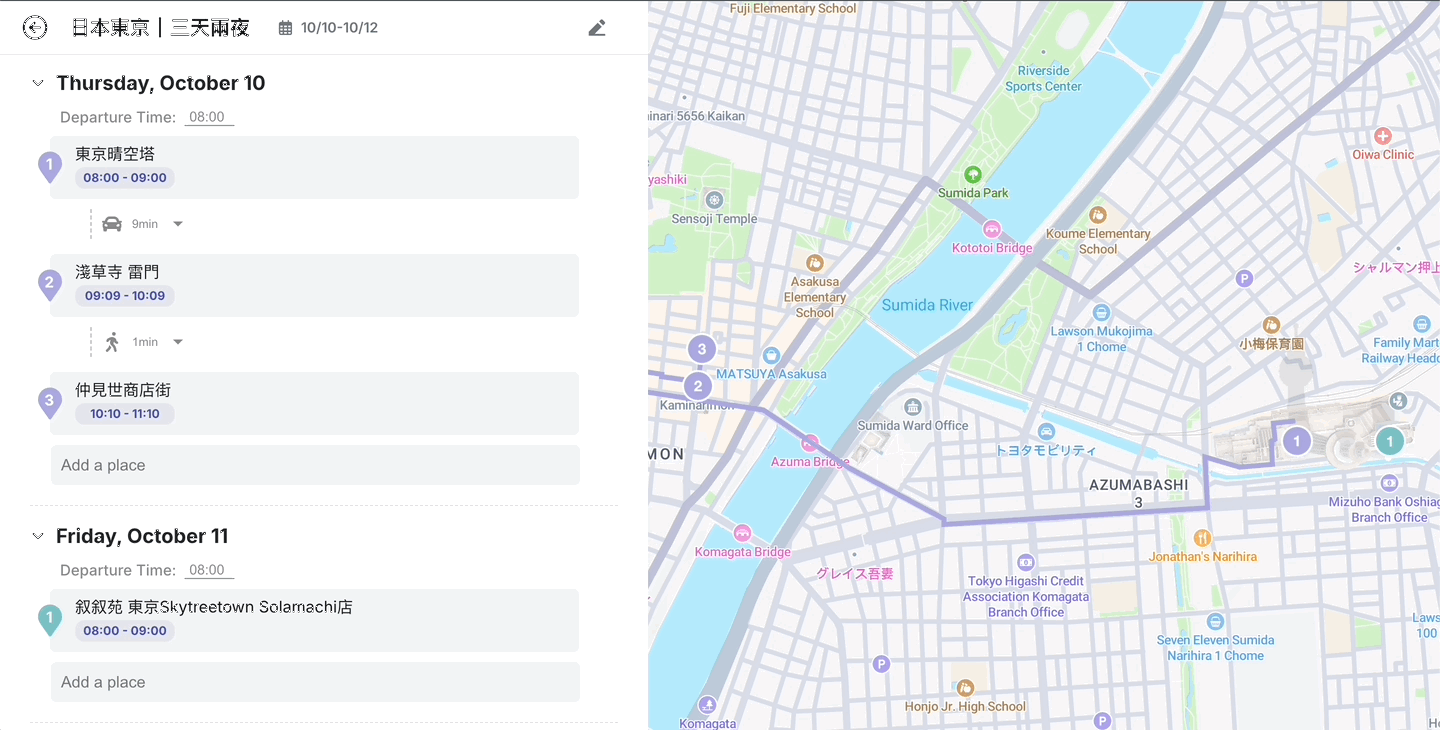 日本東京｜三天兩夜
10/10-10/12
Thursday, October 10
Departure Time: 08:00
1
東京晴空塔
08:00 - 09:00
9min
2
淺草寺 雷門
09:09 - 10:09
1min
3
仲見世商店街
10:10 - 11:10
Add a place
Friday, October 11
Departure Time: 08:00
1
叙叙苑 東京Skytreetown Solamachi店
08:00 - 09:00
Add a place
Fuji Elementary School
Riverside
Sports Center
inari 5656 Kaikan
Oiwa Clinic
yashiki
Sumida Park
Sensoji Temple
Kototoi Bridge
Koume Elementary
School
シャルマン押上
P
Asakusa
Elementary
School
Sumida River
Lawson Mukojima
1 Chome
小梅保育園
Family Mart
Railway Headq
3
MATSUYA Asakusa
2
Kaminarimon
Sumida Ward Office
トヨタモビリティ
1
1
MON
Azuma Bridge
AZUMABASHI
3
Mizuho Bank Oshiag
Branch Office
Komagata Bridge
グレイス吾妻
Jonathan's Narihira
Tokyo Higashi Credit
Association Komagata
Branch Office
Laws
100
Seven Eleven Sumida
Narihira 1 Chome
P
Honjo Jr. High School
Komagata
P
Ho